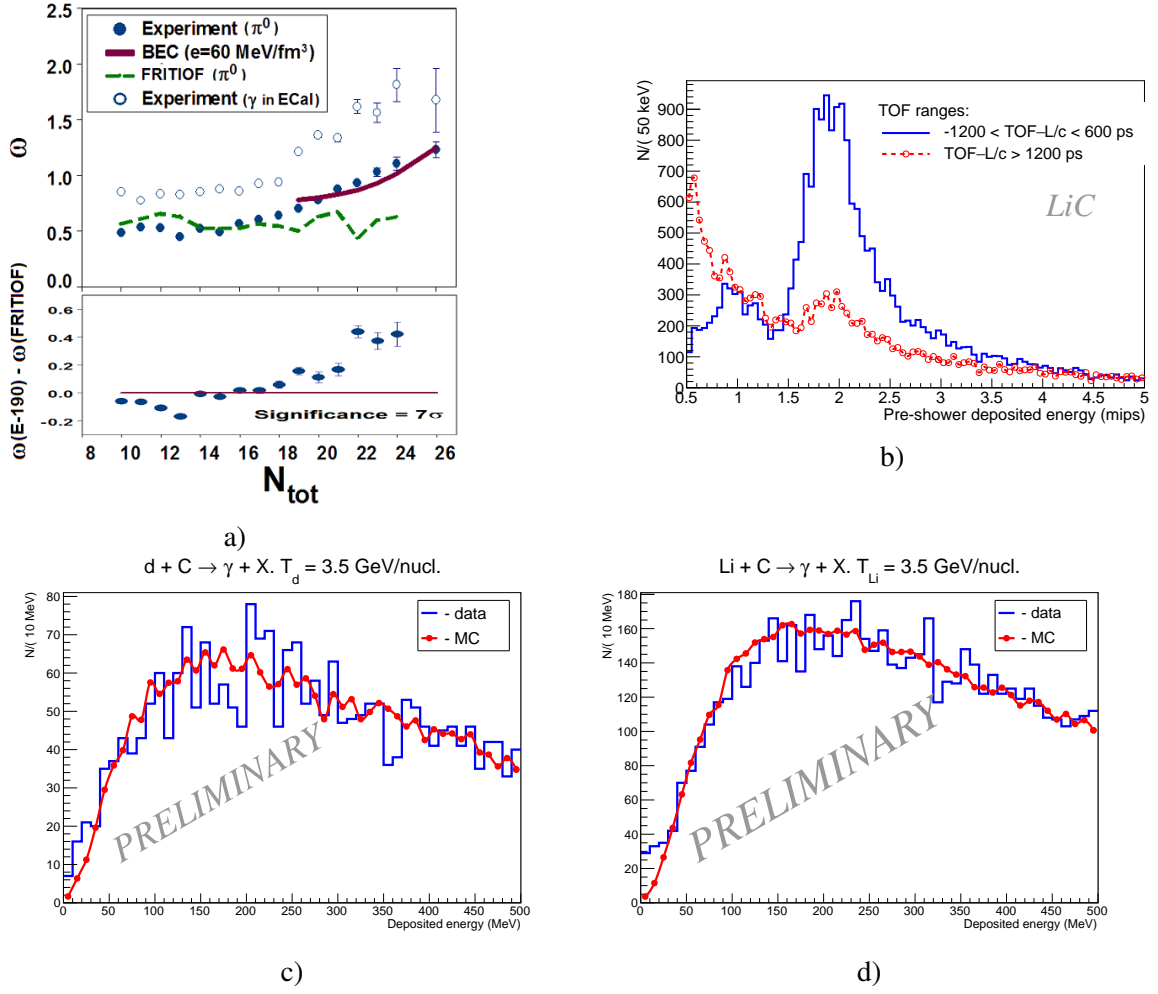 2.5
2.0
1.5
1.0
0.5
0.0
ω
Experiment (π⁰)
BEC (e=60 MeV/fm³)
FRITIOF (π⁰)
Experiment (γ in ECal)
0.6
0.4
0.2
0.0
-0.2
ω(E-190) - ω(FRITIOF)
Significance = 7σ
8 10 12 14 16 18 20 22 24 26
N_tot
a)
N/( 50 keV)
900
800
700
600
500
400
300
200
100
0
TOF ranges:
-1200 < TOF–L/c < 600 ps
TOF–L/c > 1200 ps
LiC
0.5 1 1.5 2 2.5 3 3.5 4 4.5 5
Pre-shower deposited energy (mips)
b)
d + C → γ + X. T_d = 3.5 GeV/nucl.
N/( 10 MeV)
80
70
60
50
40
30
20
10
0
- data
- MC
PRELIMINARY
0 50 100 150 200 250 300 350 400 450 500
Deposited energy (MeV)
c)
Li + C → γ + X. T_Li = 3.5 GeV/nucl.
N/( 10 MeV)
180
160
140
120
100
80
60
40
20
0
- data
- MC
PRELIMINARY
0 50 100 150 200 250 300 350 400 450 500
Deposited energy (MeV)
d)